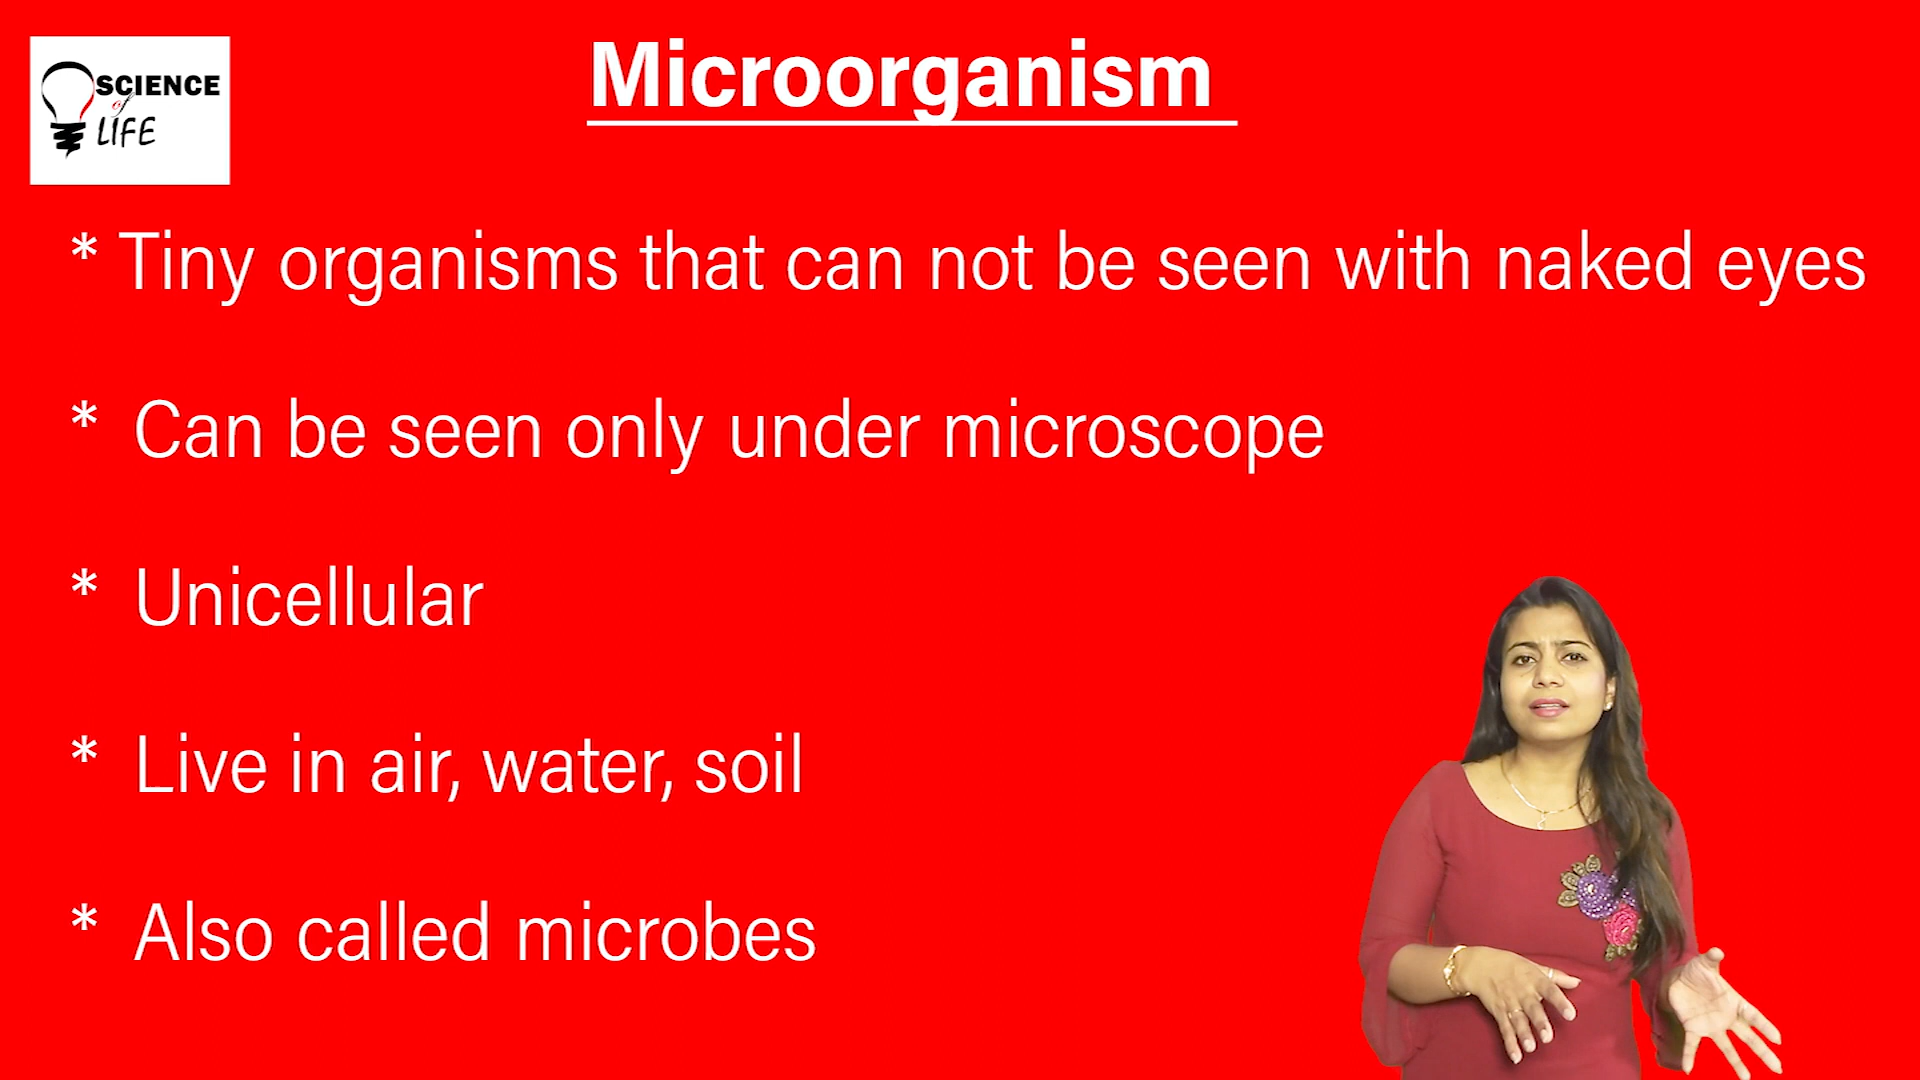 SCIENCE
of
LIFE
Microorganism
* Tiny organisms that can not be seen with naked eyes
* Can be seen only under microscope
* Unicellular
* Live in air, water, soil
* Also called microbes